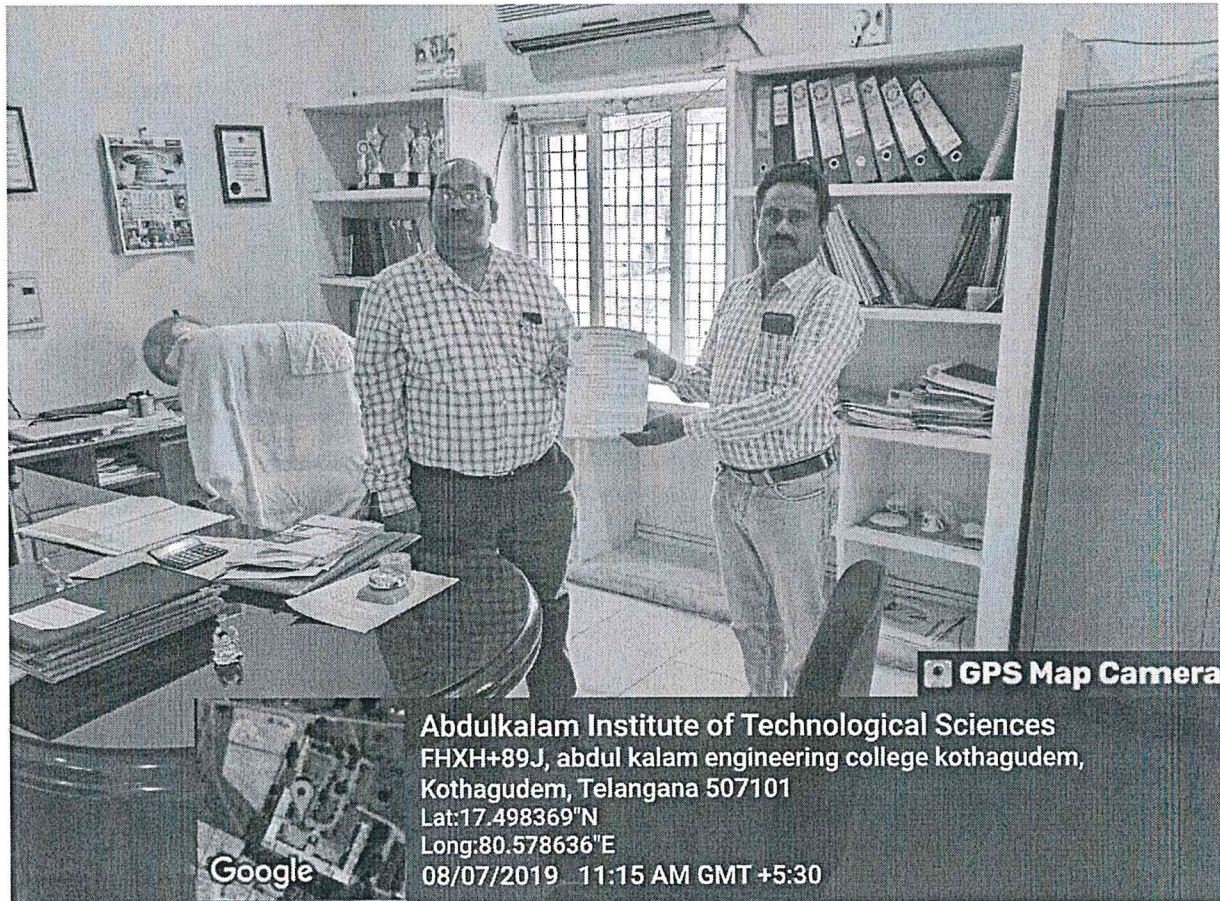 GPS Map Camera
Abdulkalam Institute of Technological Sciences
FHXH+89J, abdul kalam engineering college kothagudem,
Kothagudem, Telangana 507101
Lat:17.498369"N
Long:80.578636"E
08/07/2019 11:15 AM GMT +5:30
Google